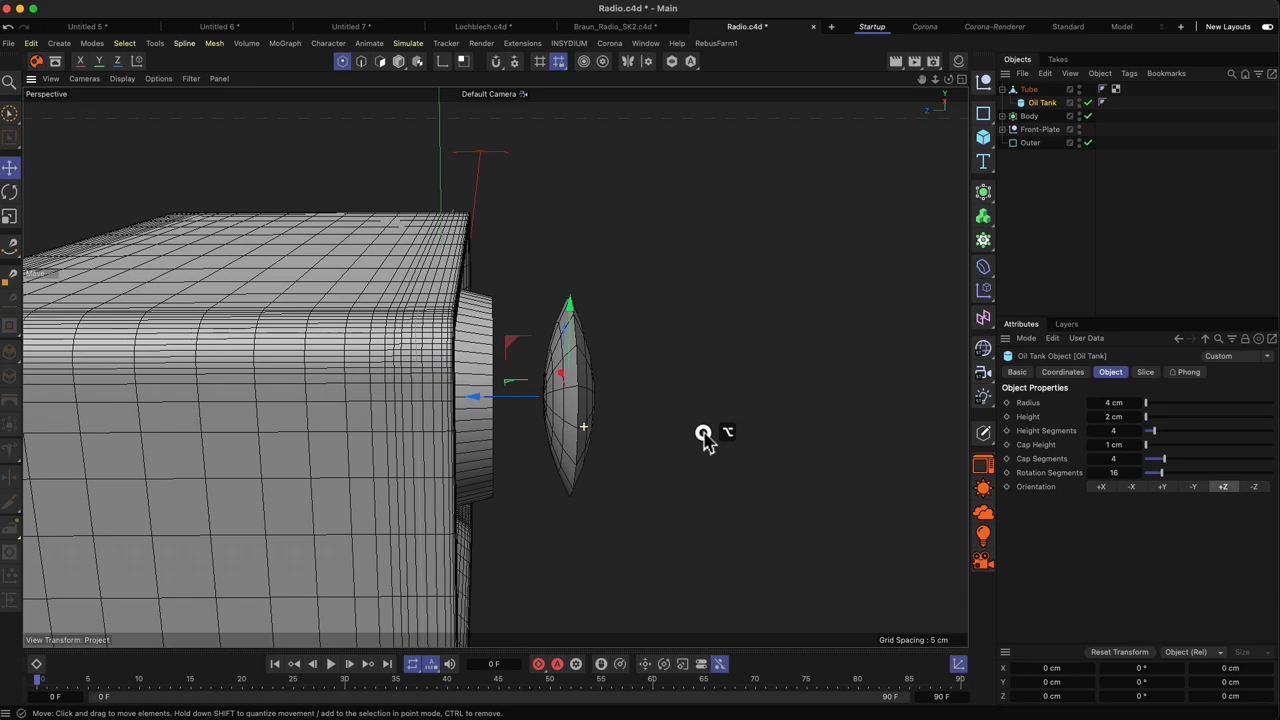 Radio.c4d * - Main
Untitled 5 * Untitled 6 * Untitled 7 * Lochblech.c4d * Braun_Radio_SK2.c4d * Radio.c4d * Startup Corona Corona-Renderer Standard Model New Layouts
File Edit Create Modes Select Tools Spline Mesh Volume MoGraph Character Animate Simulate Tracker Render Extensions INSYDIUM Corona Window Help RebusFarm1
Objects Takes
X Y Z
File Edit View Object Tags Bookmarks
View Cameras Display Options Filter Panel
Perspective
Default Camera
Y
X
Z
Tube
Oil Tank
Body
Front-Plate
Outer
Move
Attributes Layers
Mode Edit User Data
Oil Tank Object [Oil Tank] Custom
Basic Coordinates Object Slice Phong
Object Properties
Radius 4 cm
Height 2 cm
Height Segments 4
Cap Height 1 cm
Cap Segments 4
Rotation Segments 16
Orientation +X -X +Y -Y +Z -Z
View Transform: Project
Grid Spacing : 5 cm
Reset Transform Object (Rel) Size
0 F
X 0 cm 0 ° 0 cm
Y 0 cm 0 ° 0 cm
Z 0 cm 0 ° 0 cm
0 5 10 15 20 25 30 35 40 45 50 55 60 65 70 75 80 85 90
0 F 0 F 90 F 90 F
Move: Click and drag to move elements. Hold down SHIFT to quantize movement / add to the selection in point mode, CTRL to remove.